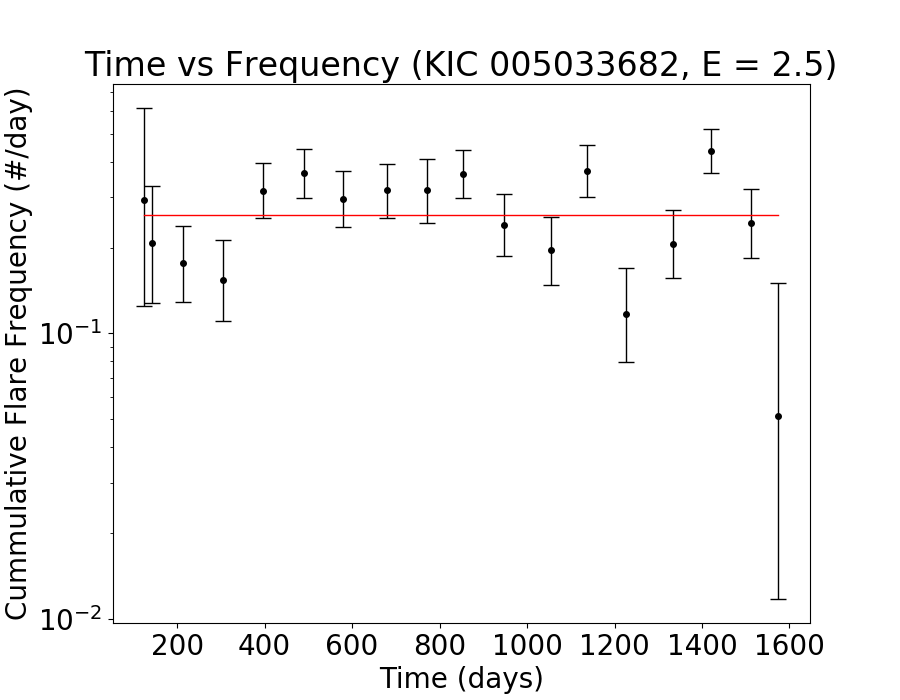 Time vs Frequency (KIC 005033682, E = 2.5)
Cummulative Flare Frequency (#/day)
10⁻¹
10⁻²
200 400 600 800 1000 1200 1400 1600
Time (days)